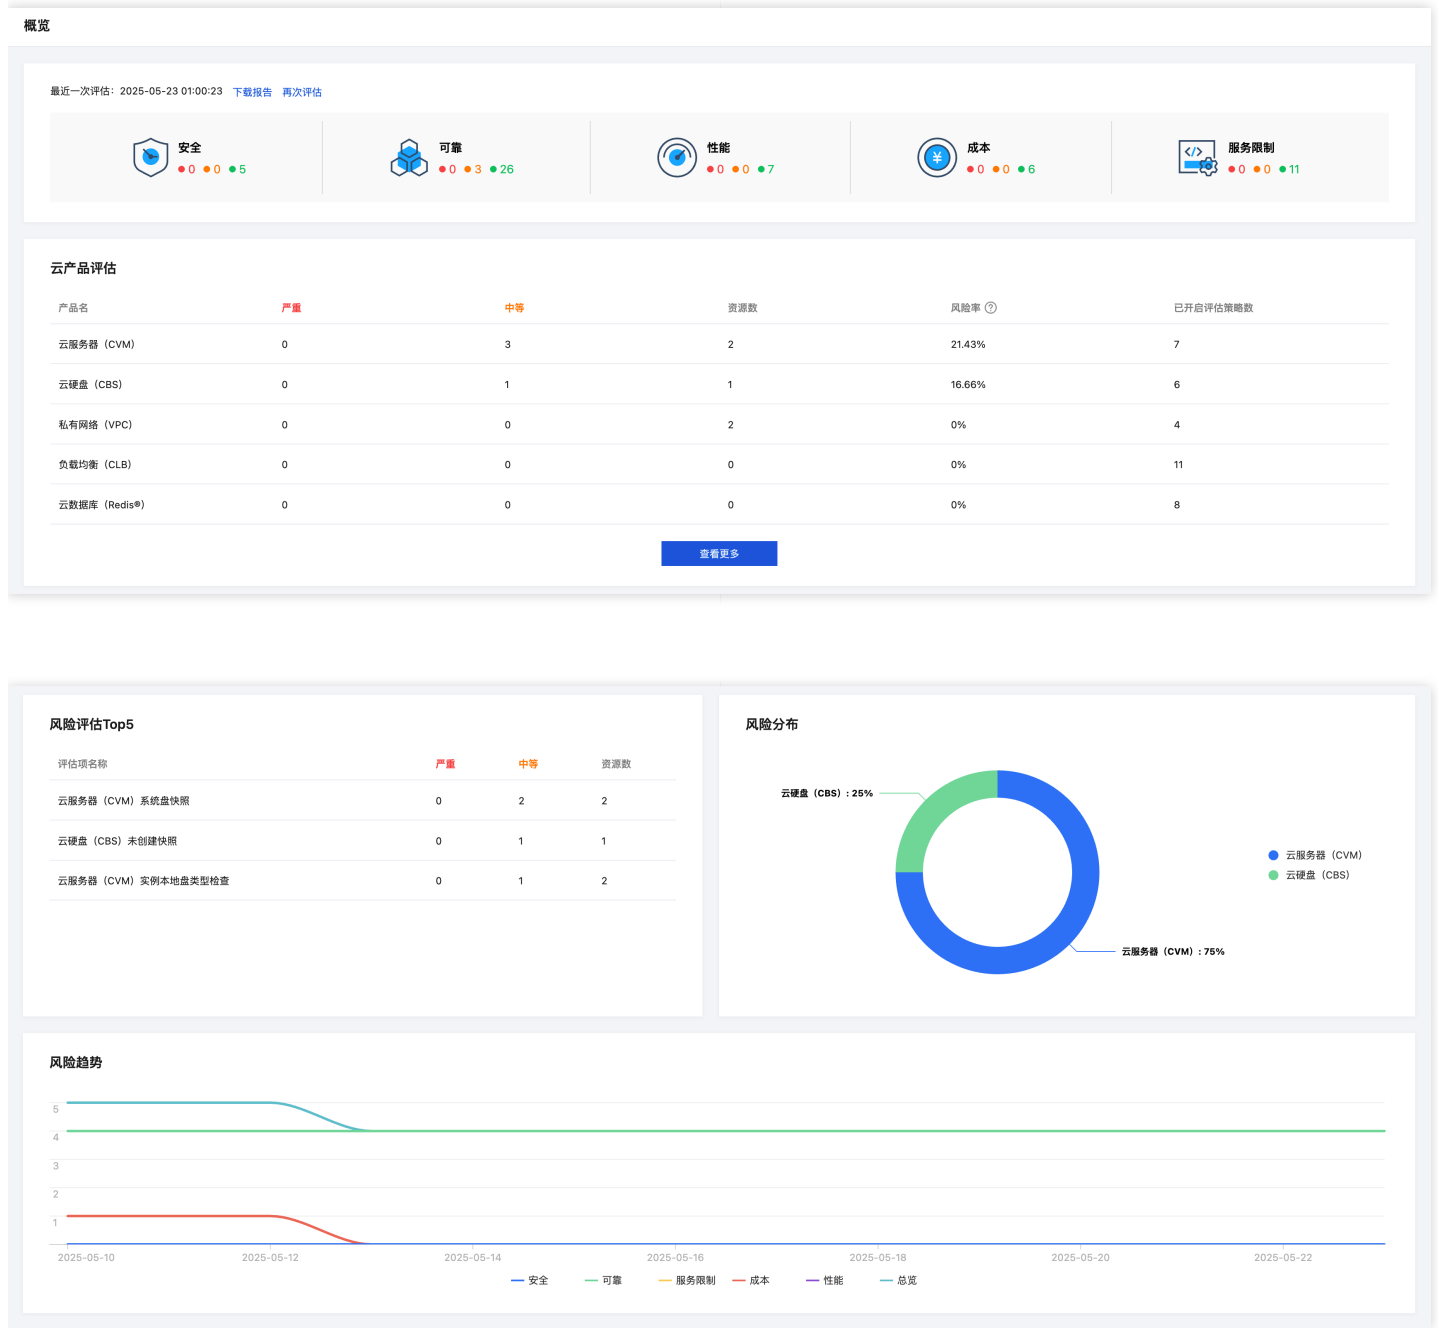 概览
最近一次评估：2025-05-23 01:00:23 下载报告 再次评估
安全
0 0 5
可靠
0 3 26
性能
0 0 7
成本
0 0 6
服务限制
0 0 11
云产品评估
产品名 严重 中等 资源数 风险率 ? 已开启评估策略数
云服务器（CVM） 0 3 2 21.43% 7
云硬盘（CBS） 0 1 1 16.66% 6
私有网络（VPC） 0 0 2 0% 4
负载均衡（CLB） 0 0 0 0% 11
云数据库（Redis®） 0 0 0 0% 8
查看更多
风险评估Top5
评估项名称 严重 中等 资源数
云服务器（CVM）系统盘快照 0 2 2
云硬盘（CBS）未创建快照 0 1 1
云服务器（CVM）实例本地盘类型检查 0 1 2
风险分布
云硬盘（CBS）: 25%
云服务器（CVM）
云硬盘（CBS）
云服务器（CVM）: 75%
风险趋势
5
4
3
2
1
2025-05-10 2025-05-12 2025-05-14 2025-05-16 2025-05-18 2025-05-20 2025-05-22
安全 可靠 服务限制 成本 性能 总览